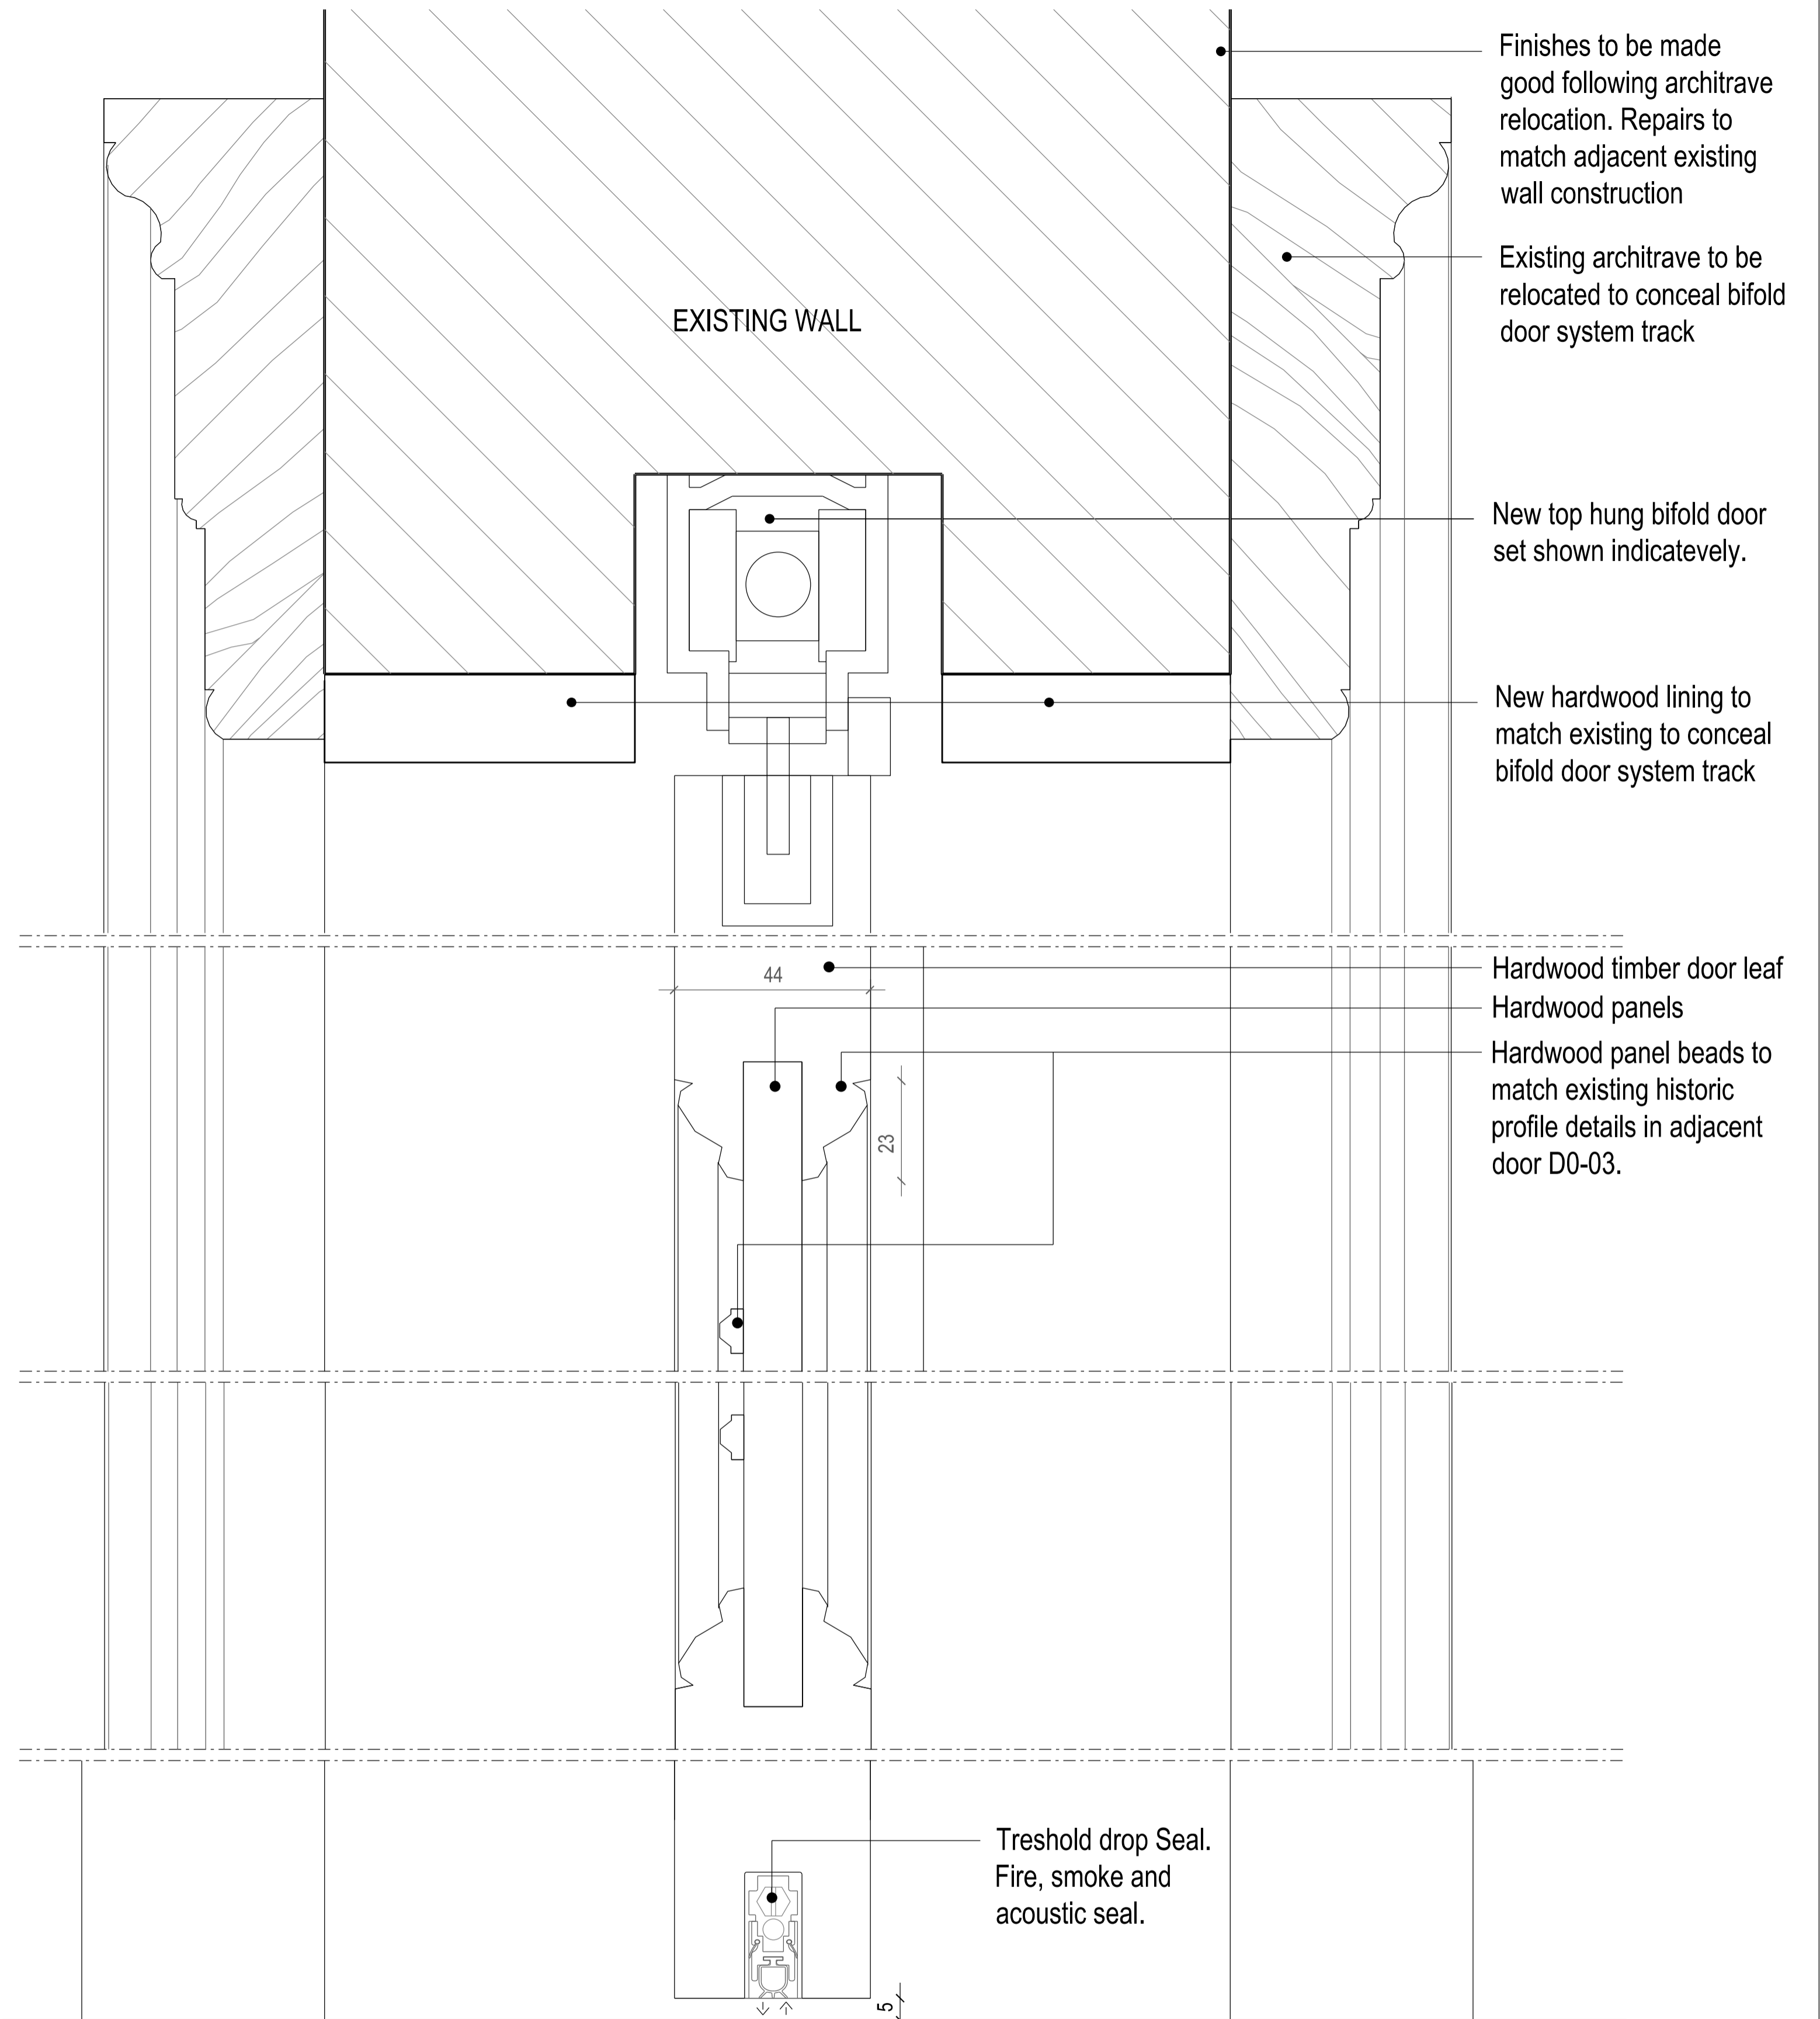 Finishes to be made
good following architrave
relocation. Repairs to
match adjacent existing
wall construction
Existing architrave to be
relocated to conceal bifold
door system track
EXISTING WALL
New top hung bifold door
set shown indicatevely.
New hardwood lining to
match existing to conceal
bifold door system track
Hardwood timber door leaf
44
Hardwood panels
Hardwood panel beads to
match existing historic
profile details in adjacent
door D0-03.
23
Treshold drop Seal.
Fire, smoke and
acoustic seal.
5